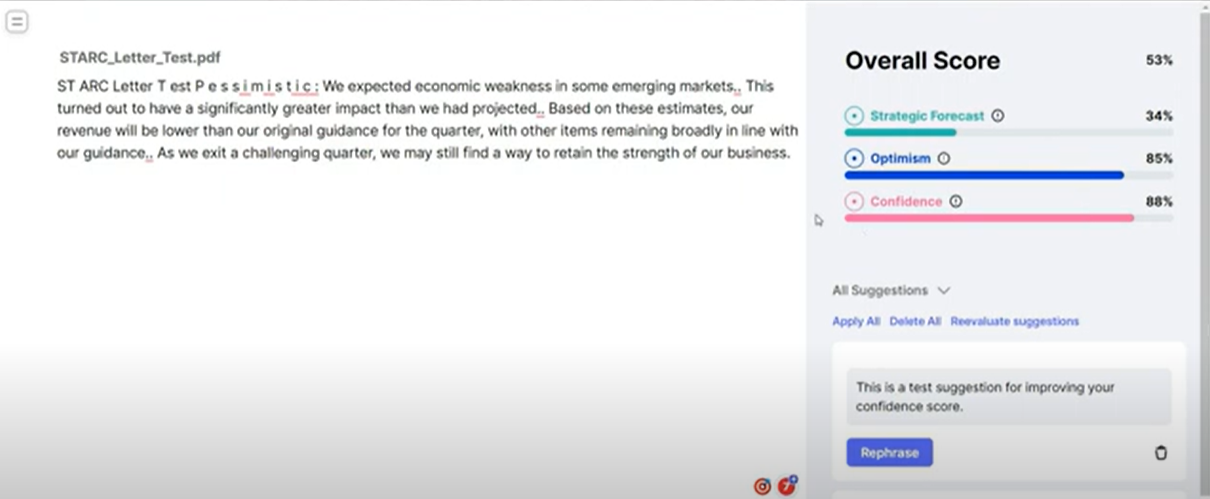 STARC_Letter_Test.pdf
ST ARC Letter T est P e s s i m i s t i c : We expected economic weakness in some emerging markets,. This
turned out to have a significantly greater impact than we had projected,. Based on these estimates, our
revenue will be lower than our original guidance for the quarter, with other items remaining broadly in line with
our guidance,. As we exit a challenging quarter, we may still find a way to retain the strength of our business.
Overall Score 53%
Strategic Forecast 34%
Optimism 85%
Confidence 88%
All Suggestions
Apply All Delete All Reevaluate suggestions
This is a test suggestion for improving your
confidence score.
Rephrase
7